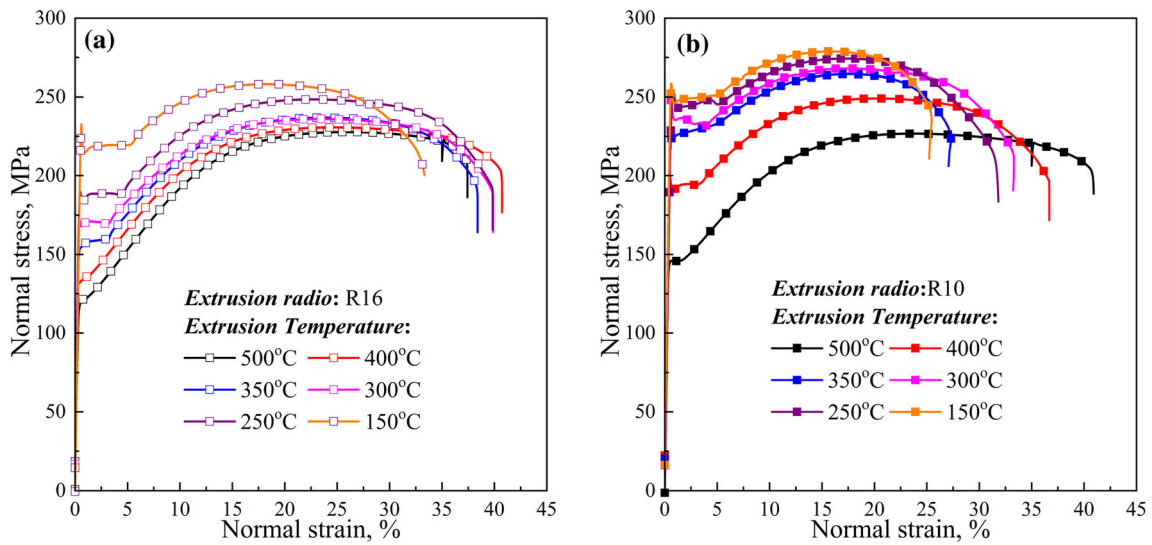 (a)
300
250
200
150
100
50
0
Normal stress, MPa
Extrusion radio: R16
Extrusion Temperature:
500°C 400°C
350°C 300°C
250°C 150°C
0 5 10 15 20 25 30 35 40 45
Normal strain, %
(b)
300
250
200
150
100
50
0
Normal stress, MPa
Extrusion radio:R10
Extrusion Temperature:
500°C 400°C
350°C 300°C
250°C 150°C
0 5 10 15 20 25 30 35 40 45
Normal strain, %